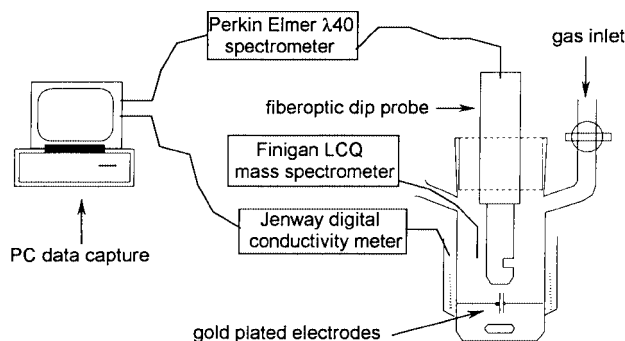 Perkin Elmer λ40
spectrometer
gas inlet
fiberoptic dip probe
Finigan LCQ
mass spectrometer
Jenway digital
conductivity meter
PC data capture
gold plated electrodes